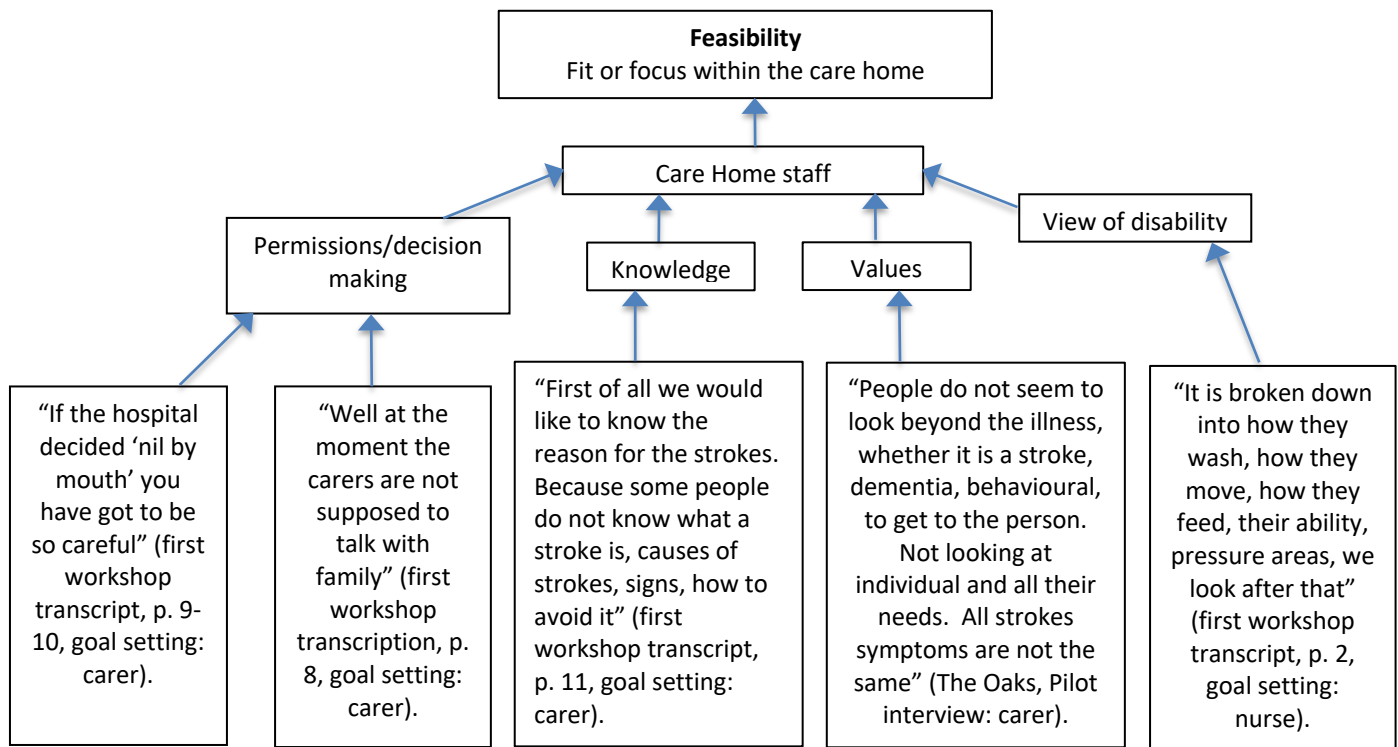 Feasibility
Fit or focus within the care home
Care Home staff
Permissions/decision
making
Knowledge
Values
View of disability
“If the hospital
decided ‘nil by
mouth’ you
have got to be
so careful” (first
workshop
transcript, p. 9-
10, goal setting:
carer).
“Well at the
moment the
carers are not
supposed to
talk with
family” (first
workshop
transcription, p.
8, goal setting:
carer).
“First of all we would
like to know the
reason for the strokes.
Because some people
do not know what a
stroke is, causes of
strokes, signs, how to
avoid it” (first
workshop transcript,
p. 11, goal setting:
carer).
“People do not seem to
look beyond the illness,
whether it is a stroke,
dementia, behavioural,
to get to the person.
Not looking at
individual and all their
needs.  All strokes
symptoms are not the
same” (The Oaks, Pilot
interview: carer).
“It is broken down
into how they
wash, how they
move, how they
feed, their ability,
pressure areas, we
look after that”
(first workshop
transcript, p. 2,
goal setting:
nurse).